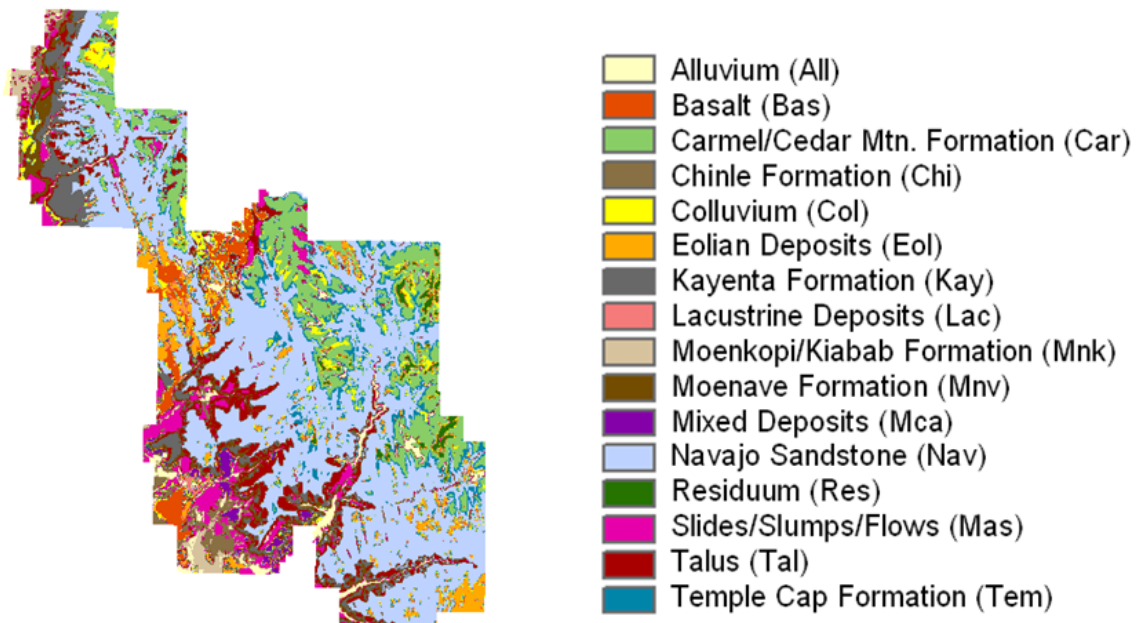 Alluvium (All)
Basalt (Bas)
Carmel/Cedar Mtn. Formation (Car)
Chinle Formation (Chi)
Colluvium (Col)
Eolian Deposits (Eol)
Kayenta Formation (Kay)
Lacustrine Deposits (Lac)
Moenkopi/Kiabab Formation (Mnk)
Moenave Formation (Mnv)
Mixed Deposits (Mca)
Navajo Sandstone (Nav)
Residuum (Res)
Slides/Slumps/Flows (Mas)
Talus (Tal)
Temple Cap Formation (Tem)